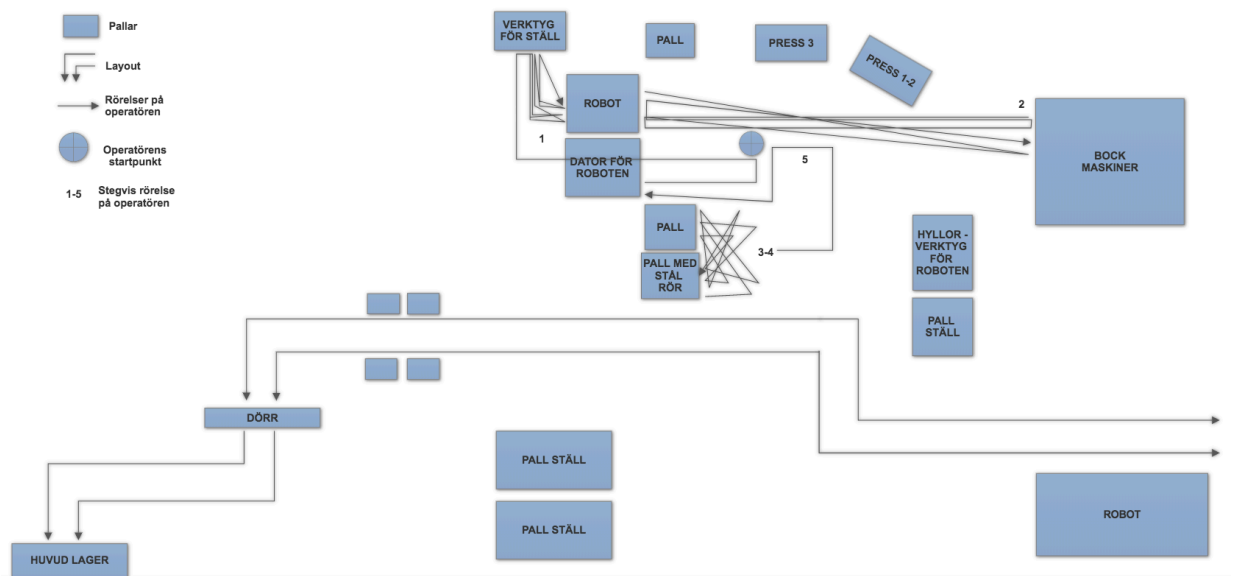 Pallar
Layout
Rörelser på
operatören
Operatörens
startpunkt
1-5
Stegvis rörelse
på operatören
VERKTYG
FÖR STÄLL
PALL
PRESS 3
PRESS 1-2
ROBOT
2
1
DATOR FÖR
ROBOTEN
5
BOCK
MASKINER
PALL
3-4
PALL MED
STÅL
RÖR
HYLLOR -
VERKTYG
FÖR
ROBOTEN
PALL
STÄLL
DÖRR
PALL STÄLL
PALL STÄLL
ROBOT
HUVUD LAGER